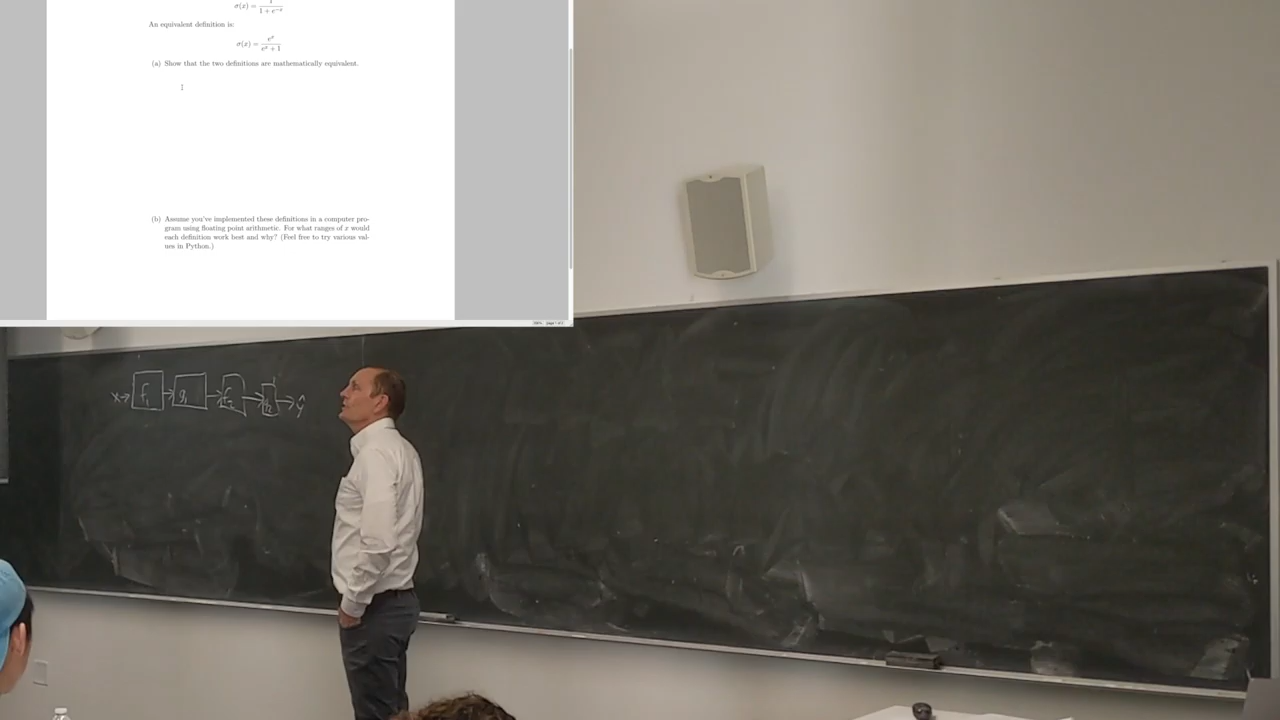 σ(x) = 1 / (1 + e^{-x})
An equivalent definition is:
σ(x) = e^x / (e^x + 1)
(a) Show that the two definitions are mathematically equivalent.
(b) Assume you've implemented these definitions in a computer pro-
gram using floating point arithmetic. For what ranges of x would
each definition work best and why? (Feel free to try various val-
ues in Python.)
x → f₁ → g₁ → f₂ → g₂ → ŷ